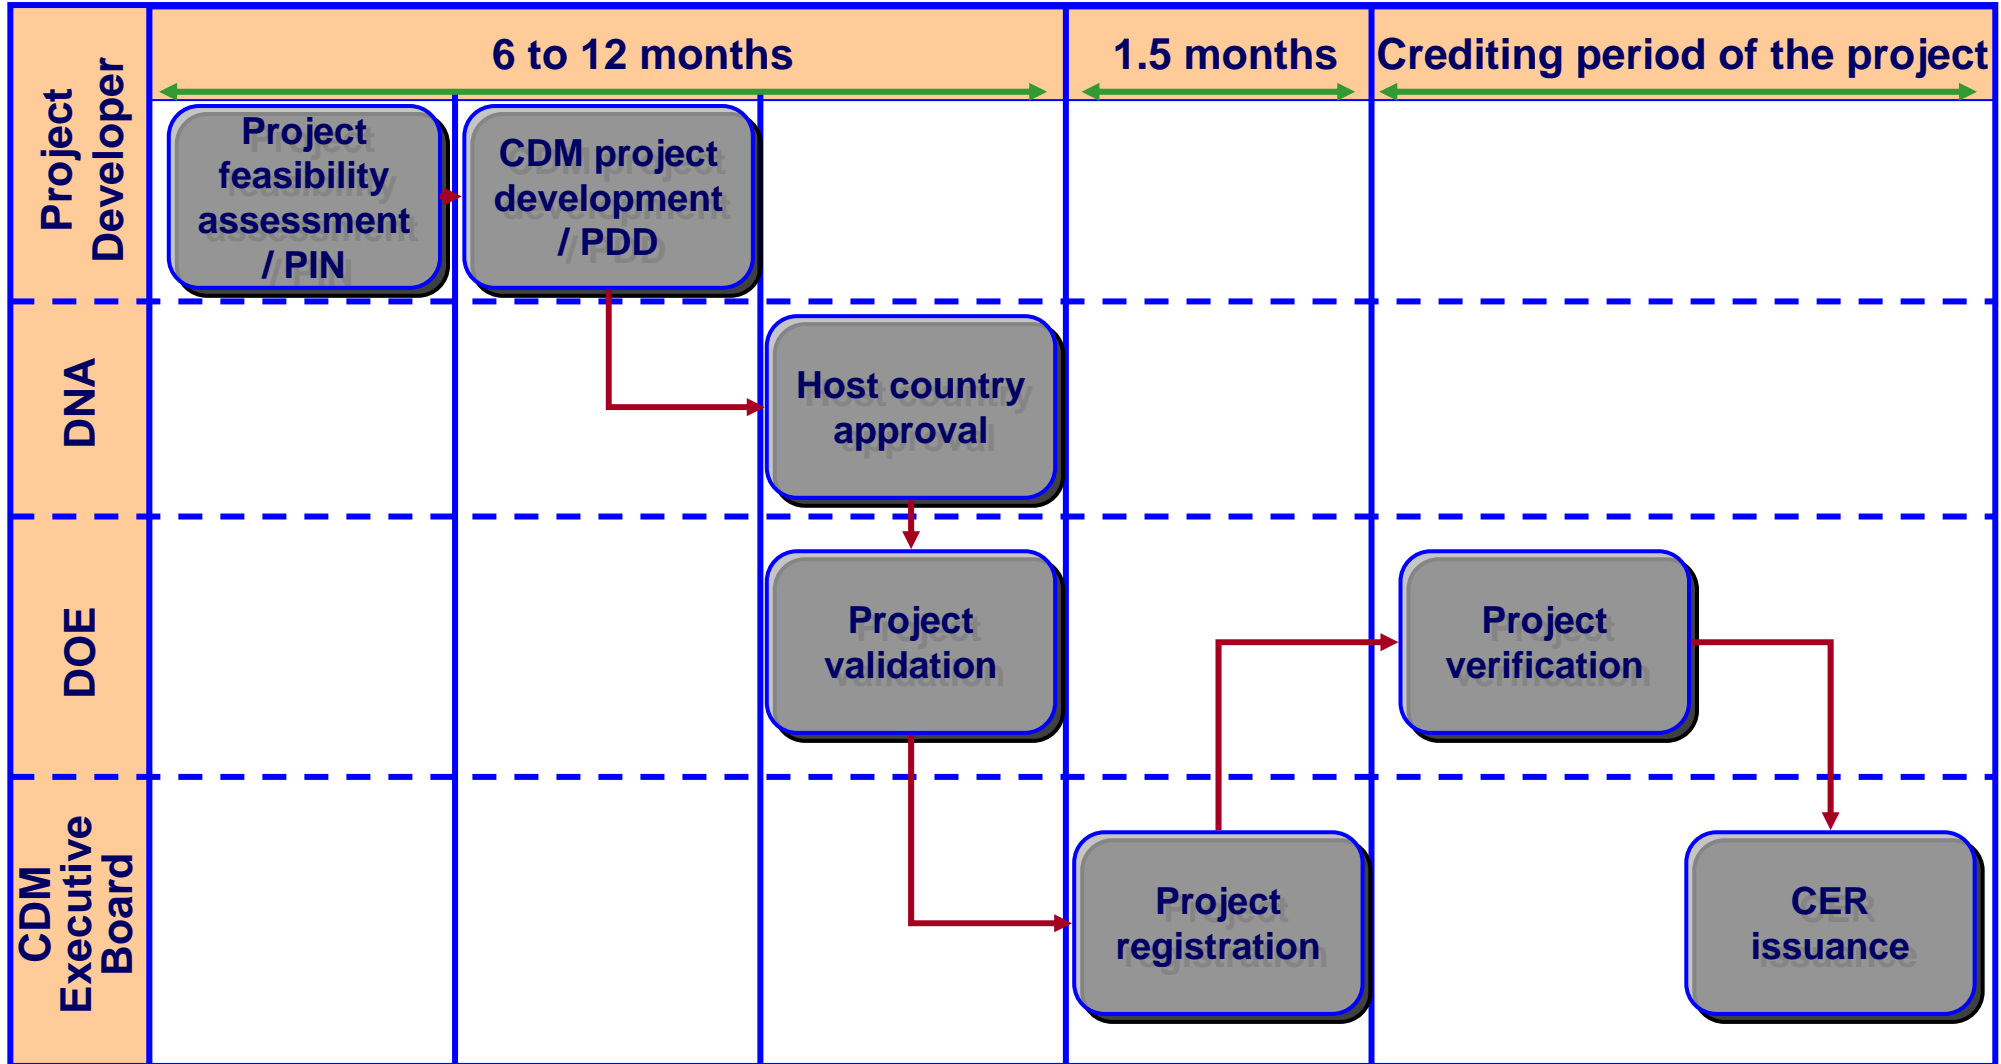 6 to 12 months
1.5 months
Crediting period of the project
Project
Developer
Project
feasibility
assessment
/ PIN
CDM project
development
/ PDD
DNA
Host country
approval
DOE
Project
validation
Project
verification
CDM
Executive
Board
Project
registration
CER
issuance